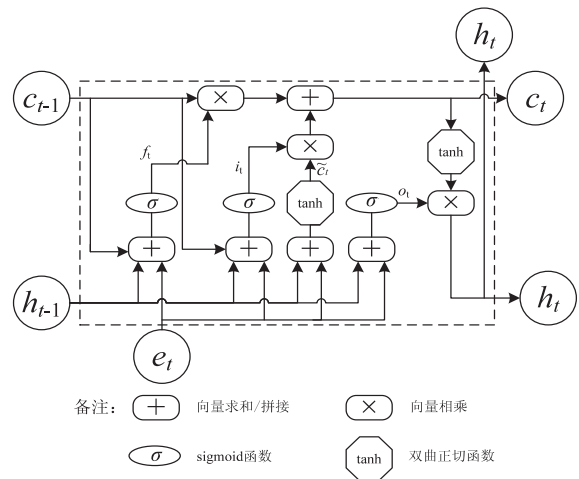 h_t
c_{t-1} × + c_t
f_t i_t × c̃_t tanh
σ σ tanh σ o_t ×
+ + + +
h_{t-1} h_t
e_t
备注： + 向量求和/拼接 × 向量相乘
σ sigmoid函数 tanh 双曲正切函数